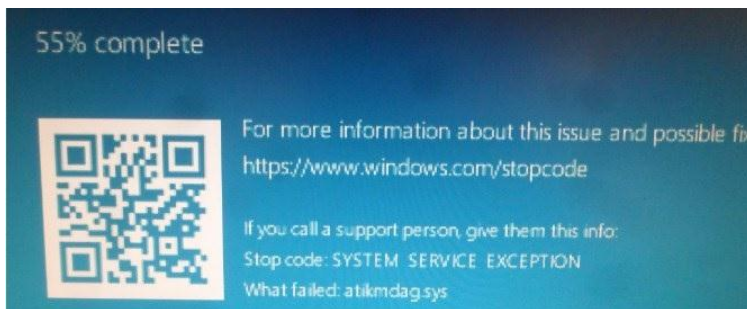 55% complete
For more information about this issue and possible fix
https://www.windows.com/stopcode
If you call a support person, give them this info:
Stop code: SYSTEM SERVICE EXCEPTION
What failed: atikmdag.sys